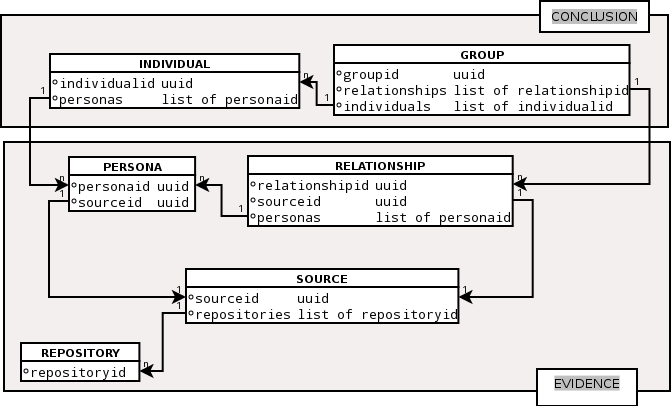 CONCLUSION
INDIVIDUAL
individualid uuid
personas list of personaid
1
n
GROUP
groupid uuid
relationships list of relationshipid
individuals list of individualid
1
1
PERSONA
personaid uuid
sourceid uuid
n
1
n
RELATIONSHIP
relationshipid uuid
sourceid uuid
personas list of personaid
n
1
1
SOURCE
sourceid uuid
repositories list of repositoryid
1
1
1
REPOSITORY
repositoryid
n
EVIDENCE